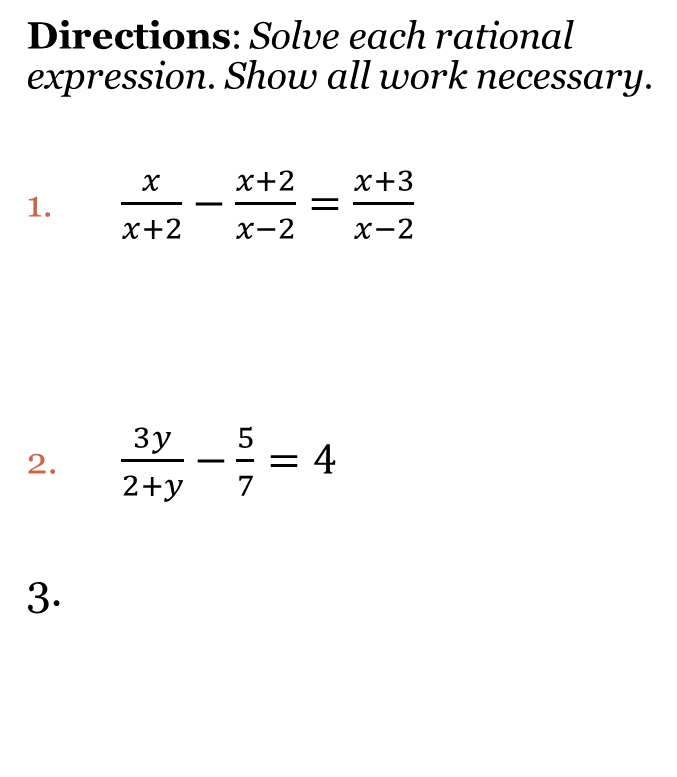 Directions: Solve each rational
expression. Show all work necessary.
1. x/x+2 − x+2/x−2 = x+3/x−2
2. 3y/2+y − 5/7 = 4
3.